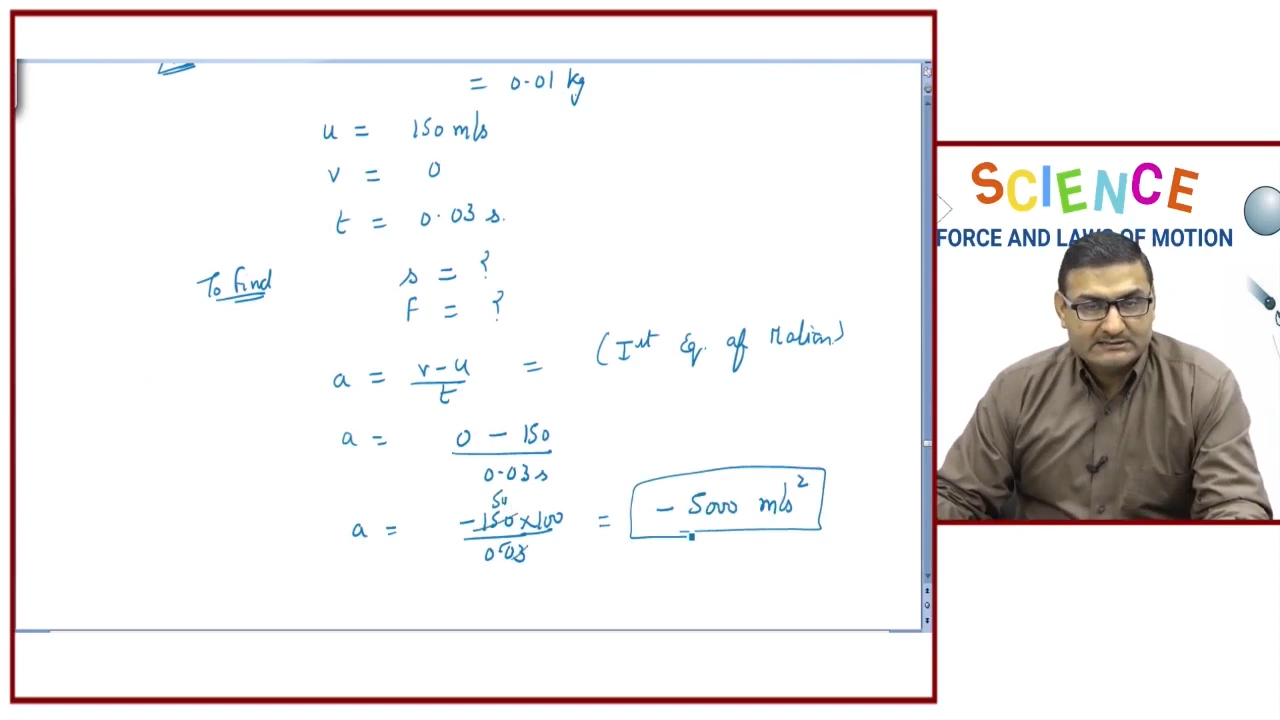 = 0.01 kg
u = 150 m/s
v = 0
t = 0.03 s.
To find s = ?
F = ?
a = v-u / t = (Ist Eq. of Motion)
a = 0 - 150 / 0.03 s
50
a = -150 x 100 / 0.03 = - 5000 m/s²
SCIENCE
FORCE AND LAWS OF MOTION